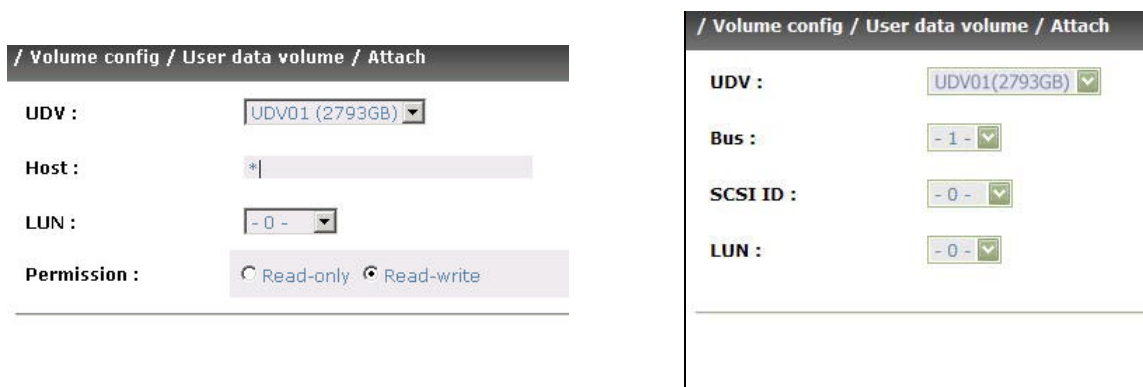 / Volume config / User data volume / Attach
UDV : UDV01 (2793GB)
Host : *
LUN : - 0 -
Permission : Read-only Read-write
/ Volume config / User data volume / Attach
UDV : UDV01(2793GB)
Bus : - 1 -
SCSI ID : - 0 -
LUN : - 0 -